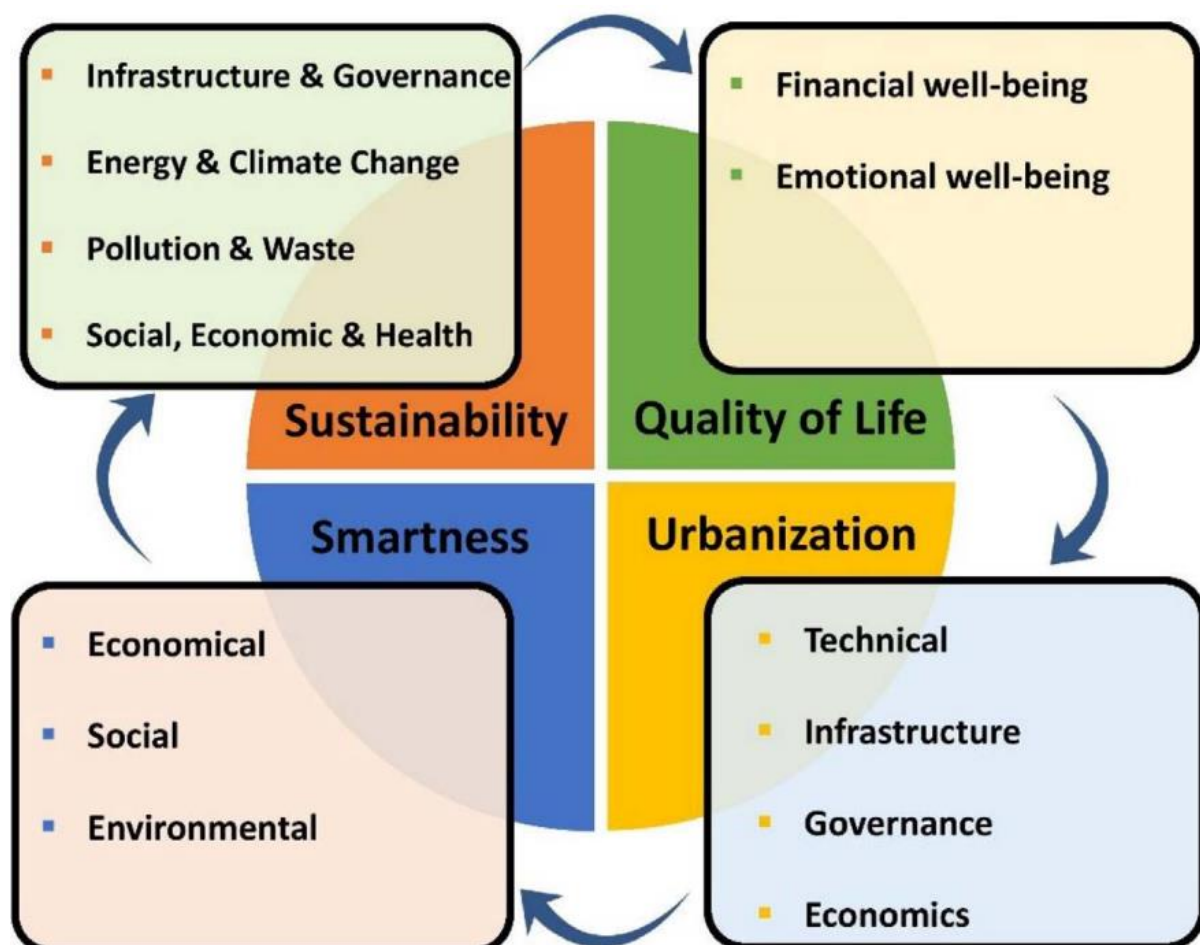 Infrastructure & Governance
Energy & Climate Change
Pollution & Waste
Social, Economic & Health
Financial well-being
Emotional well-being
Sustainability
Quality of Life
Smartness
Urbanization
Economical
Social
Environmental
Technical
Infrastructure
Governance
Economics